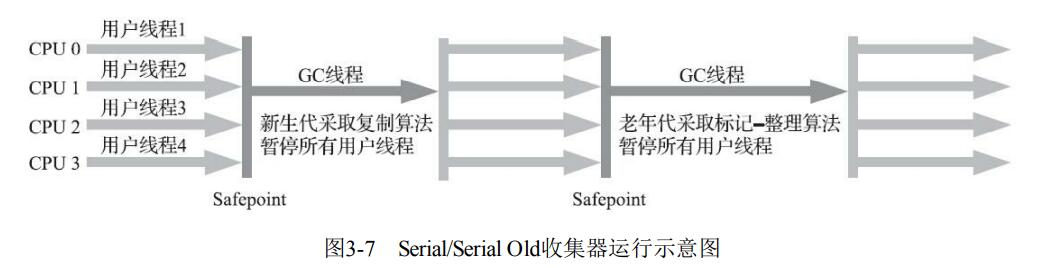 用户线程1
CPU 0
用户线程2
CPU 1
用户线程3
CPU 2
用户线程4
CPU 3
Safepoint
GC线程
新生代采取复制算法
暂停所有用户线程
Safepoint
GC线程
老年代采取标记-整理算法
暂停所有用户线程
图3-7 Serial/Serial Old收集器运行示意图